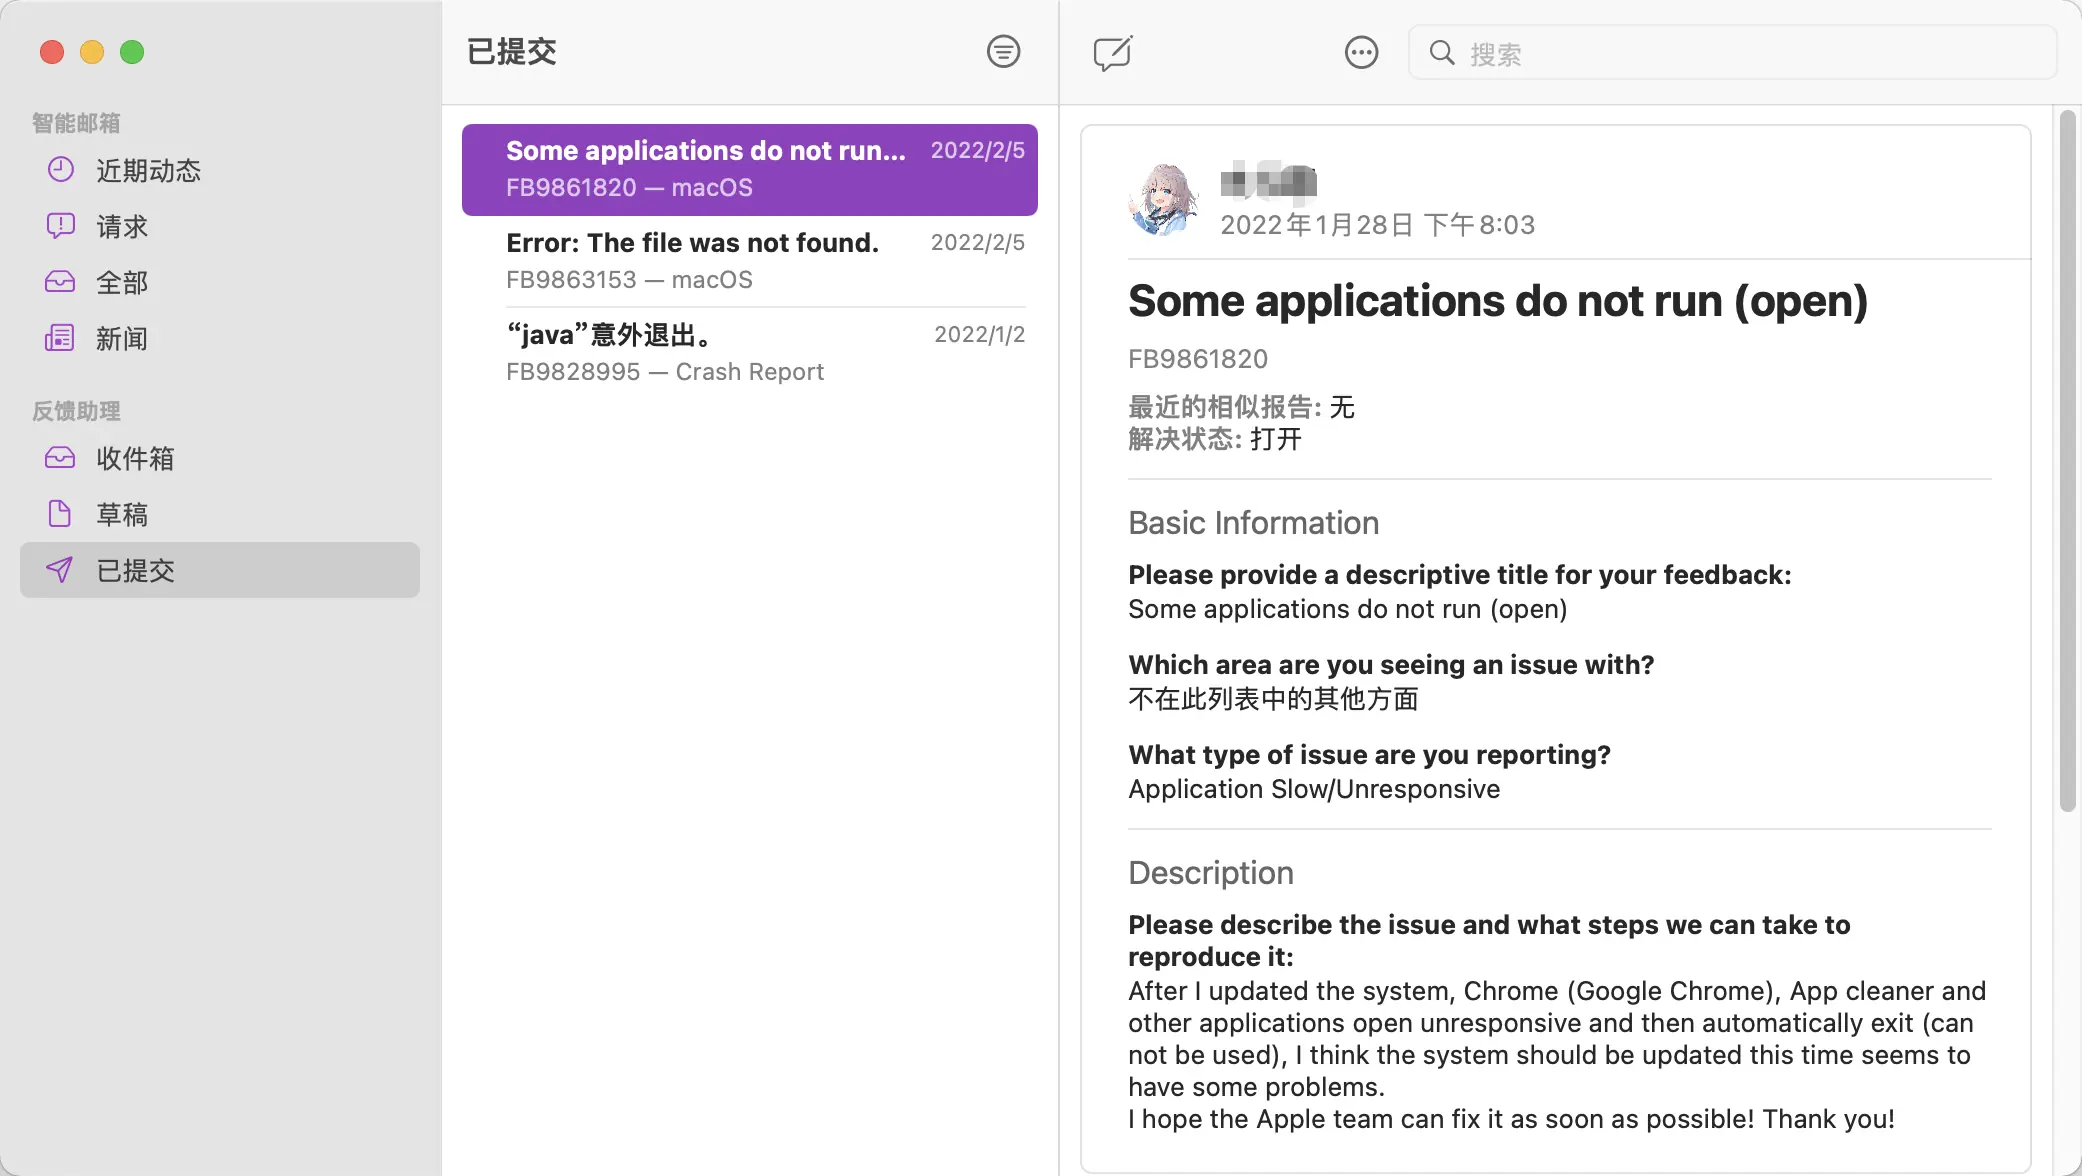 智能邮箱
近期动态
请求
全部
新闻
反馈助理
收件箱
草稿
已提交
已提交
Some applications do not run... 2022/2/5
FB9861820 — macOS
Error: The file was not found. 2022/2/5
FB9863153 — macOS
“java”意外退出。 2022/1/2
FB9828995 — Crash Report
搜索
2022年1月28日 下午8:03
Some applications do not run (open)
FB9861820
最近的相似报告: 无
解决状态: 打开
Basic Information
Please provide a descriptive title for your feedback:
Some applications do not run (open)
Which area are you seeing an issue with?
不在此列表中的其他方面
What type of issue are you reporting?
Application Slow/Unresponsive
Description
Please describe the issue and what steps we can take to
reproduce it:
After I updated the system, Chrome (Google Chrome), App cleaner and
other applications open unresponsive and then automatically exit (can
not be used), I think the system should be updated this time seems to
have some problems.
I hope the Apple team can fix it as soon as possible! Thank you!